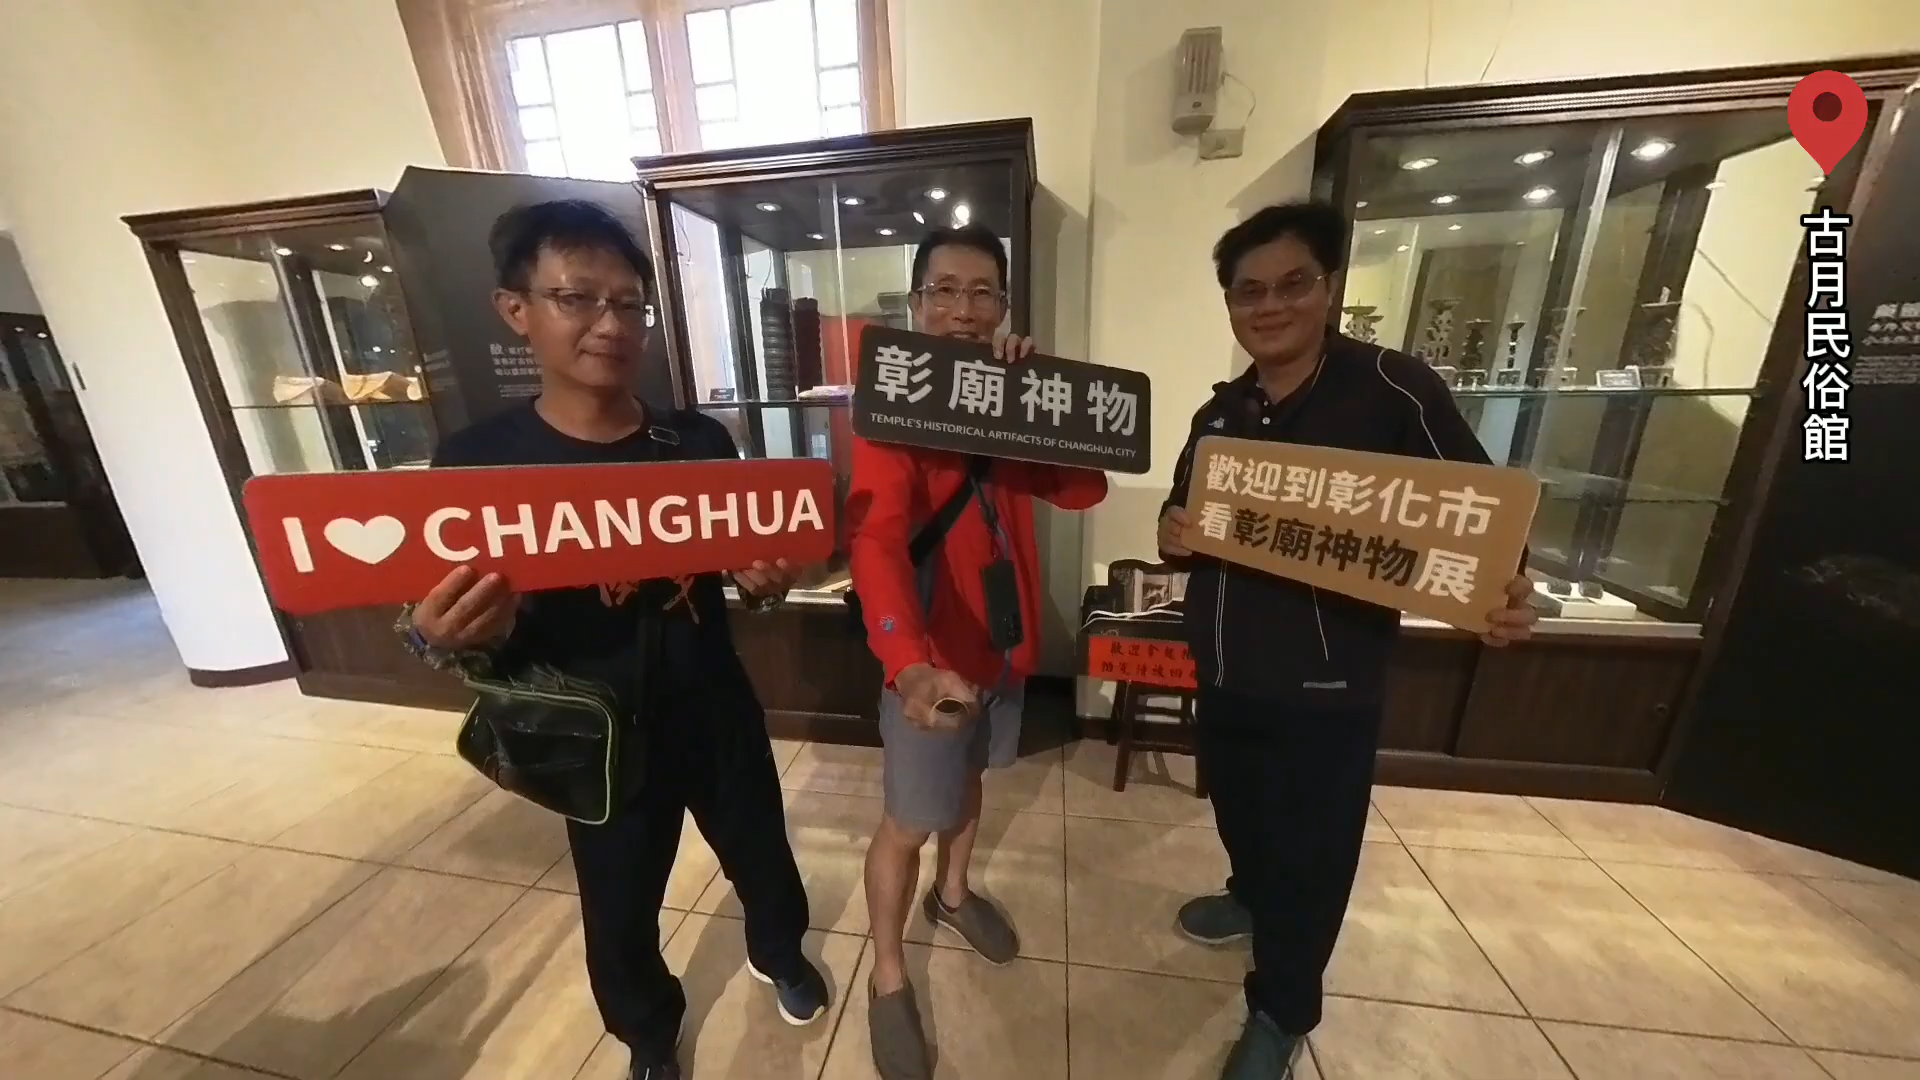 I ♥ CHANGHUA
彰廟神物
TEMPLE'S HISTORICAL ARTIFACTS OF CHANGHUA CITY
歡迎到彰化市
看彰廟神物展
古月民俗館